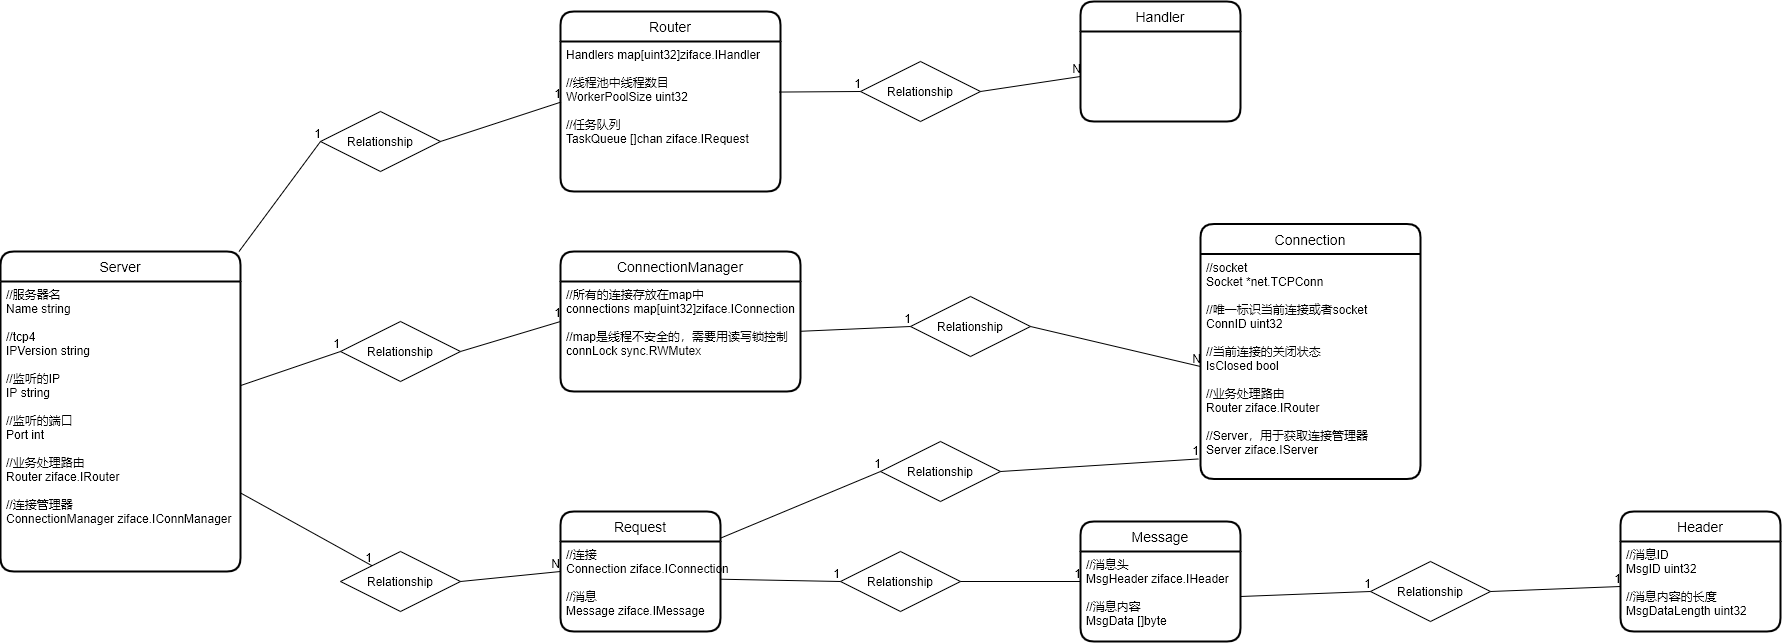 Router
Handlers map[uint32]ziface.IHandler
//线程池中线程数目
WorkerPoolSize uint32
//任务队列
TaskQueue []chan ziface.IRequest
1
Relationship
N
Handler
1
Relationship
1
Server
//服务器名
Name string
//tcp4
IPVersion string
//监听的IP
IP string
//监听的端口
Port int
//业务处理路由
Router ziface.IRouter
//连接管理器
ConnectionManager ziface.IConnManager
1
Relationship
1
ConnectionManager
//所有的连接存放在map中
connections map[uint32]ziface.IConnection
//map是线程不安全的，需要用读写锁控制
connLock sync.RWMutex
1
Relationship
N
Connection
//socket
Socket *net.TCPConn
//唯一标识当前连接或者socket
ConnID uint32
//当前连接的关闭状态
IsClosed bool
//业务处理路由
Router ziface.IRouter
//Server，用于获取连接管理器
Server ziface.IServer
1
Relationship
1
1
Relationship
N
Request
//连接
Connection ziface.IConnection
//消息
Message ziface.IMessage
1
Relationship
1
Message
//消息头
MsgHeader ziface.IHeader
//消息内容
MsgData []byte
1
Relationship
1
Header
//消息ID
MsgID uint32
//消息内容的长度
MsgDataLength uint32